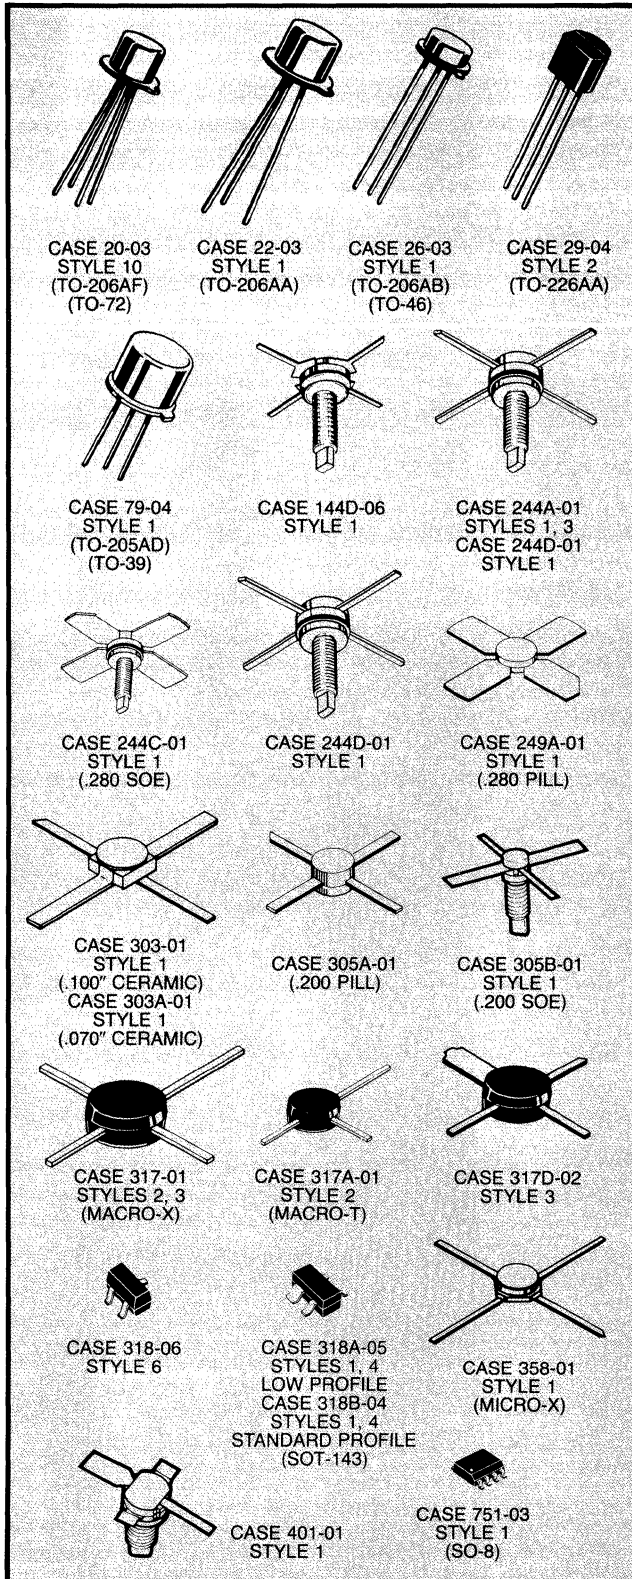 CASE 20-03
STYLE 10
(TO-206AF)
(TO-72)
CASE 22-03
STYLE 1
(TO-206AA)
CASE 26-03
STYLE 1
(TO-206AB)
(TO-46)
CASE 29-04
STYLE 2
(TO-226AA)
CASE 79-04
STYLE 1
(TO-205AD)
(TO-39)
CASE 144D-06
STYLE 1
CASE 244A-01
STYLES 1, 3
CASE 244D-01
STYLE 1
CASE 244C-01
STYLE 1
(.280 SOE)
CASE 244D-01
STYLE 1
CASE 249A-01
STYLE 1
(.280 PILL)
CASE 303-01
STYLE 1
(.100" CERAMIC)
CASE 303A-01
STYLE 1
(.070" CERAMIC)
CASE 305A-01
(.200 PILL)
CASE 305B-01
STYLE 1
(.200 SOE)
CASE 317-01
STYLES 2, 3
(MACRO-X)
CASE 317A-01
STYLE 2
(MACRO-T)
CASE 317D-02
STYLE 3
CASE 318-06
STYLE 6
CASE 318A-05
STYLES 1, 4
LOW PROFILE
CASE 318B-04
STYLES 1, 4
STANDARD PROFILE
(SOT-143)
CASE 358-01
STYLE 1
(MICRO-X)
CASE 401-01
STYLE 1
CASE 751-03
STYLE 1
(SO-8)